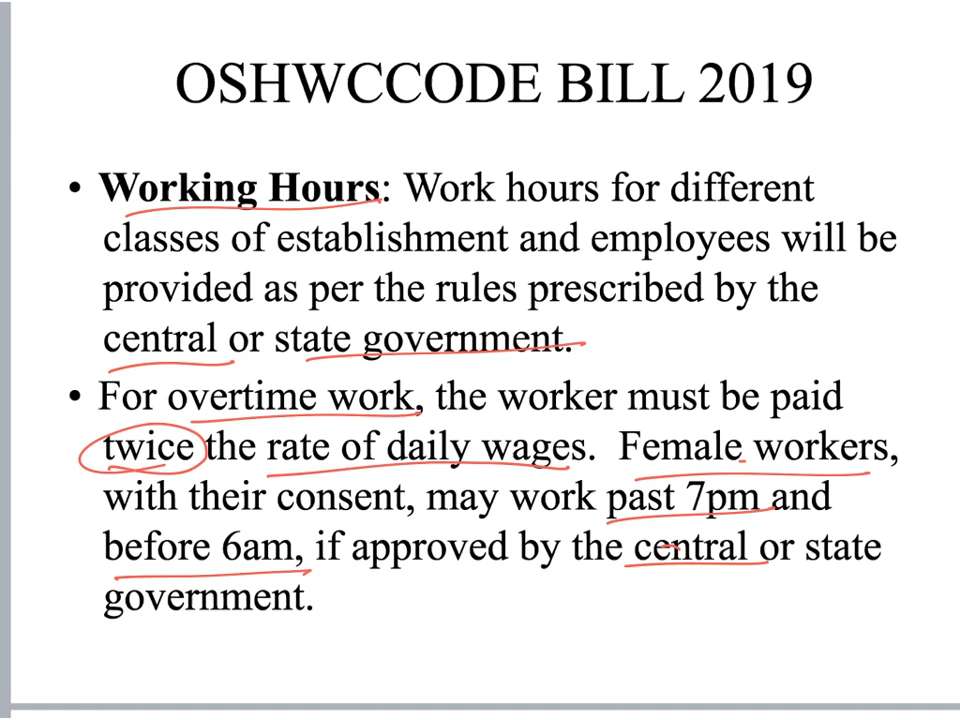 OSHWCCODE BILL 2019
• Working Hours: Work hours for different
classes of establishment and employees will be
provided as per the rules prescribed by the
central or state government.
• For overtime work, the worker must be paid
twice the rate of daily wages. Female workers,
with their consent, may work past 7pm and
before 6am, if approved by the central or state
government.